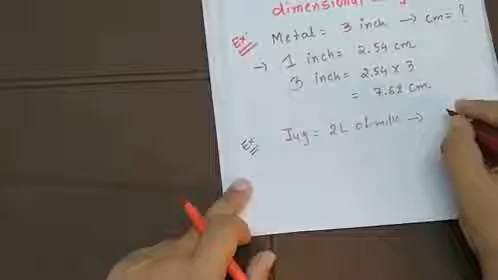 dimensional
Ex:
Metal = 3 inch → cm = ?
→ 1 inch = 2.54 cm
3 inch = 2.54 × 3
= 7.62 cm
Ex
Jug = 2L of milk →